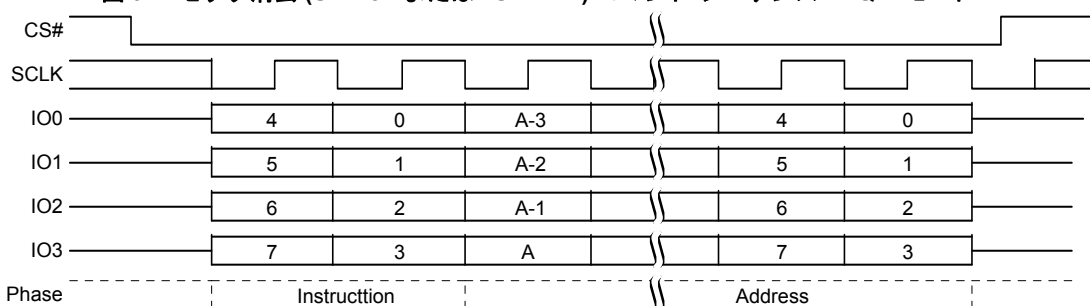 CS#
SCLK
IO0 4 0 A-3 4 0
IO1 5 1 A-2 5 1
IO2 6 2 A-1 6 2
IO3 7 3 A 7 3
Phase Instructtion Address